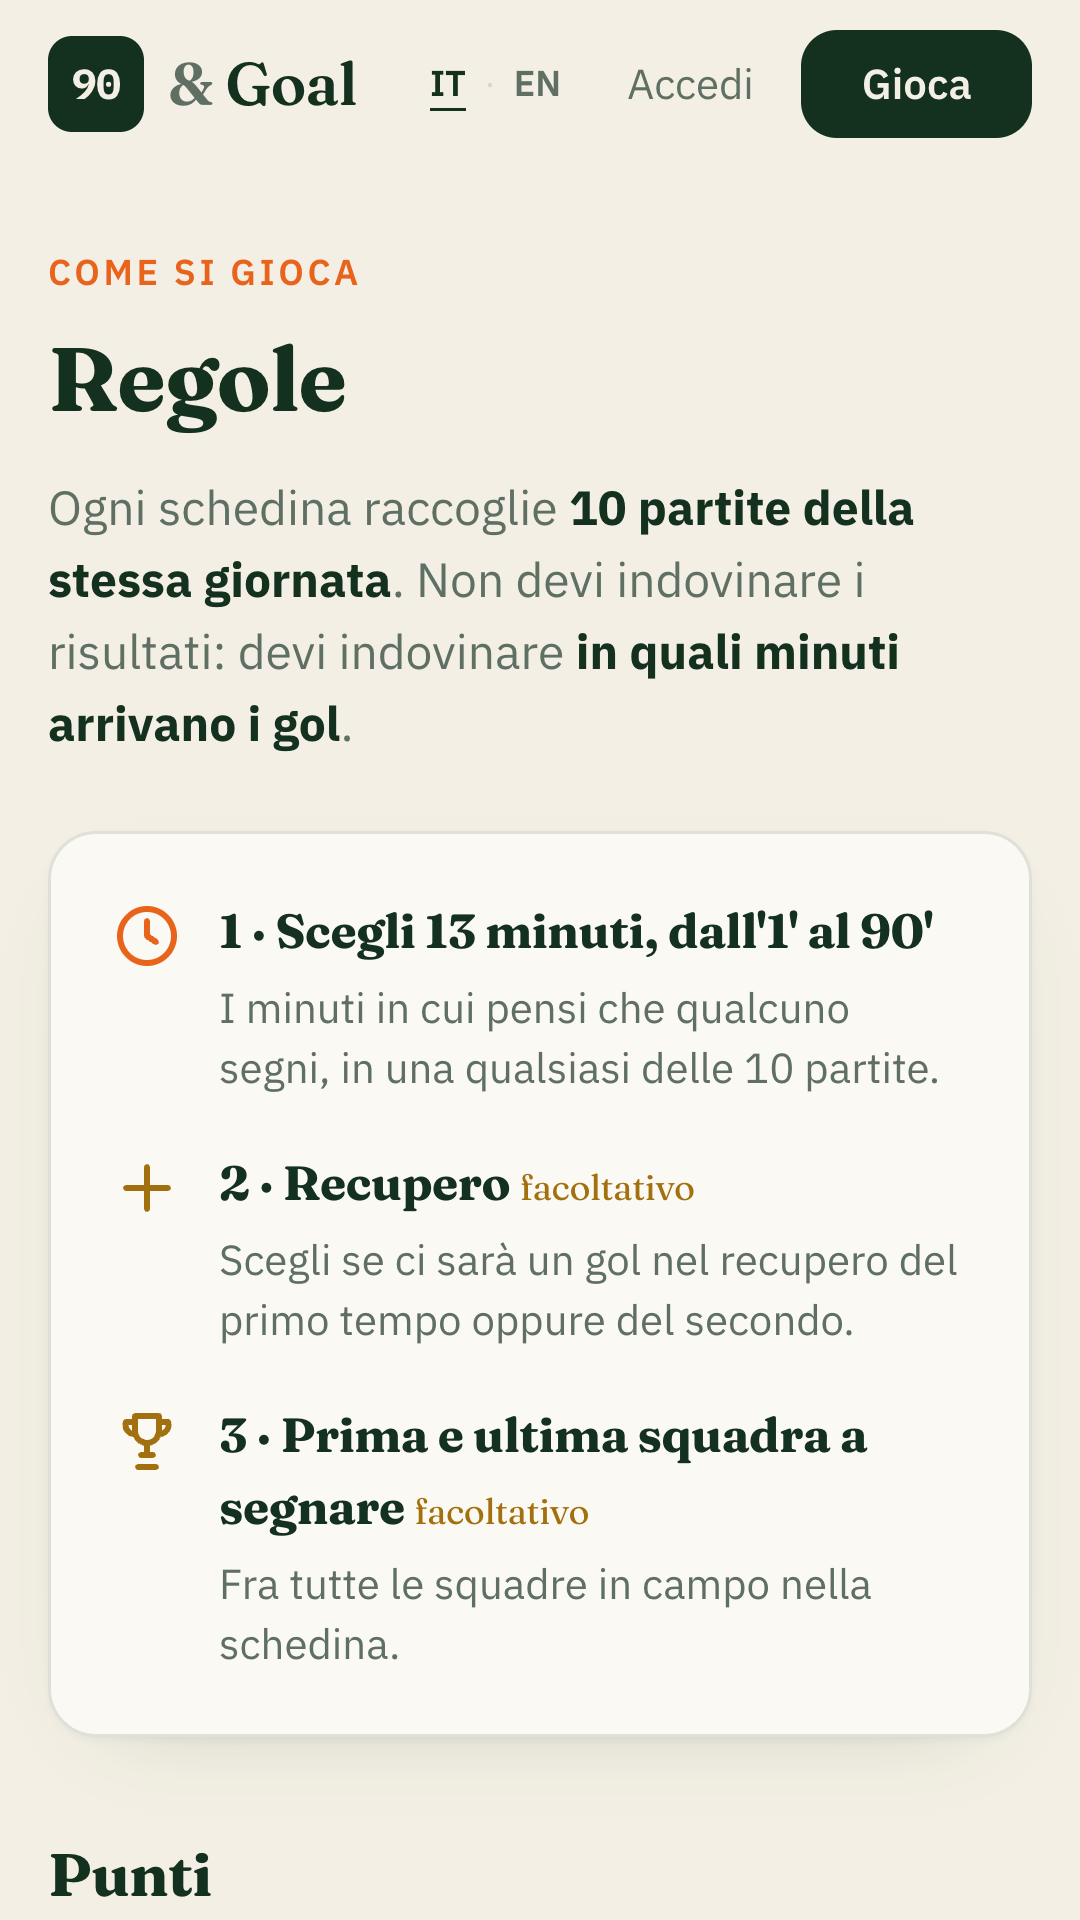 90 & Goal IT · EN Accedi Gioca
COME SI GIOCA
Regole
Ogni schedina raccoglie 10 partite della
stessa giornata. Non devi indovinare i
risultati: devi indovinare in quali minuti
arrivano i gol.
1 · Scegli 13 minuti, dall'1' al 90'
I minuti in cui pensi che qualcuno
segni, in una qualsiasi delle 10 partite.
2 · Recupero facoltativo
Scegli se ci sarà un gol nel recupero del
primo tempo oppure del secondo.
3 · Prima e ultima squadra a
segnare facoltativo
Fra tutte le squadre in campo nella
schedina.
Punti